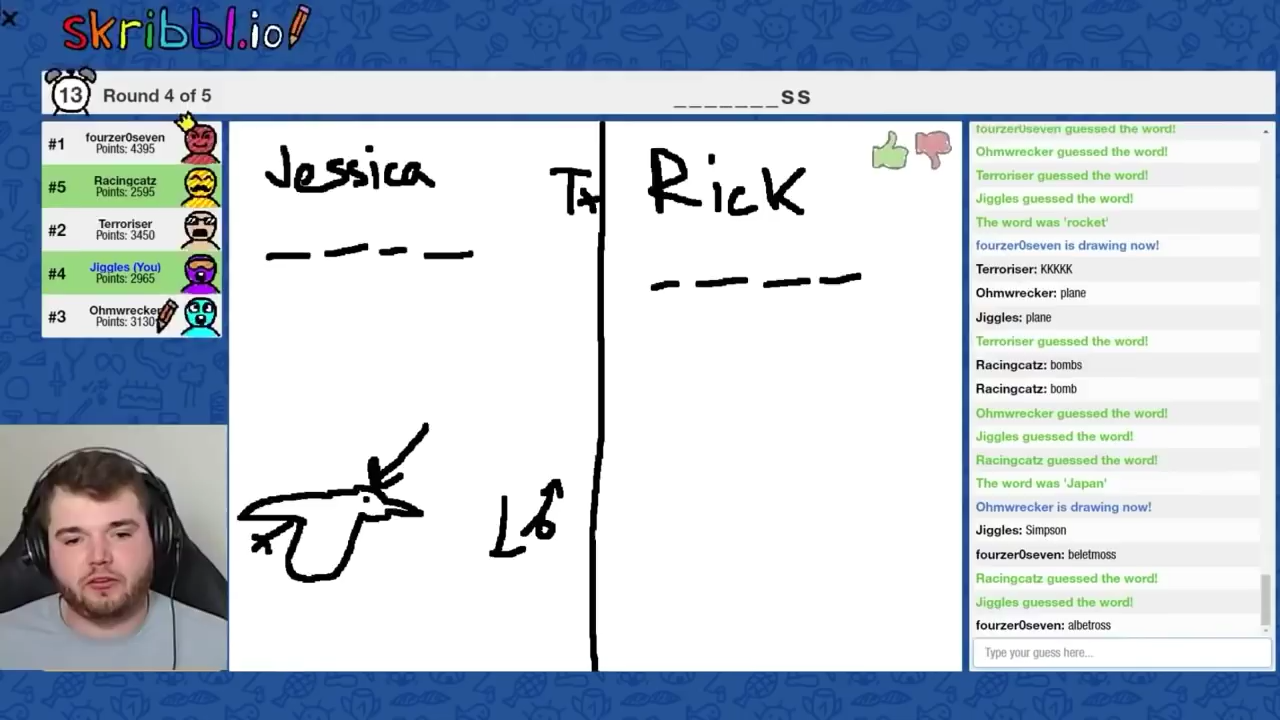 skribbl.io
13 Round 4 of 5
_______ss
#1 fourzer0seven
Points: 4395
#5 Racingcatz
Points: 2595
#2 Terroriser
Points: 3450
#4 Jiggles (You)
Points: 2965
#3 Ohmwrecker
Points: 3130
Jessica
Rick
fourzer0seven guessed the word!
Ohmwrecker guessed the word!
Terroriser guessed the word!
Jiggles guessed the word!
The word was 'rocket'
fourzer0seven is drawing now!
Terroriser: KKKKK
Ohmwrecker: plane
Jiggles: plane
Terroriser guessed the word!
Racingcatz: bombs
Racingcatz: bomb
Ohmwrecker guessed the word!
Jiggles guessed the word!
Racingcatz guessed the word!
The word was 'Japan'
Ohmwrecker is drawing now!
Jiggles: Simpson
fourzer0seven: beletmoss
Racingcatz guessed the word!
Jiggles guessed the word!
fourzer0seven: albetross
Type your guess here...